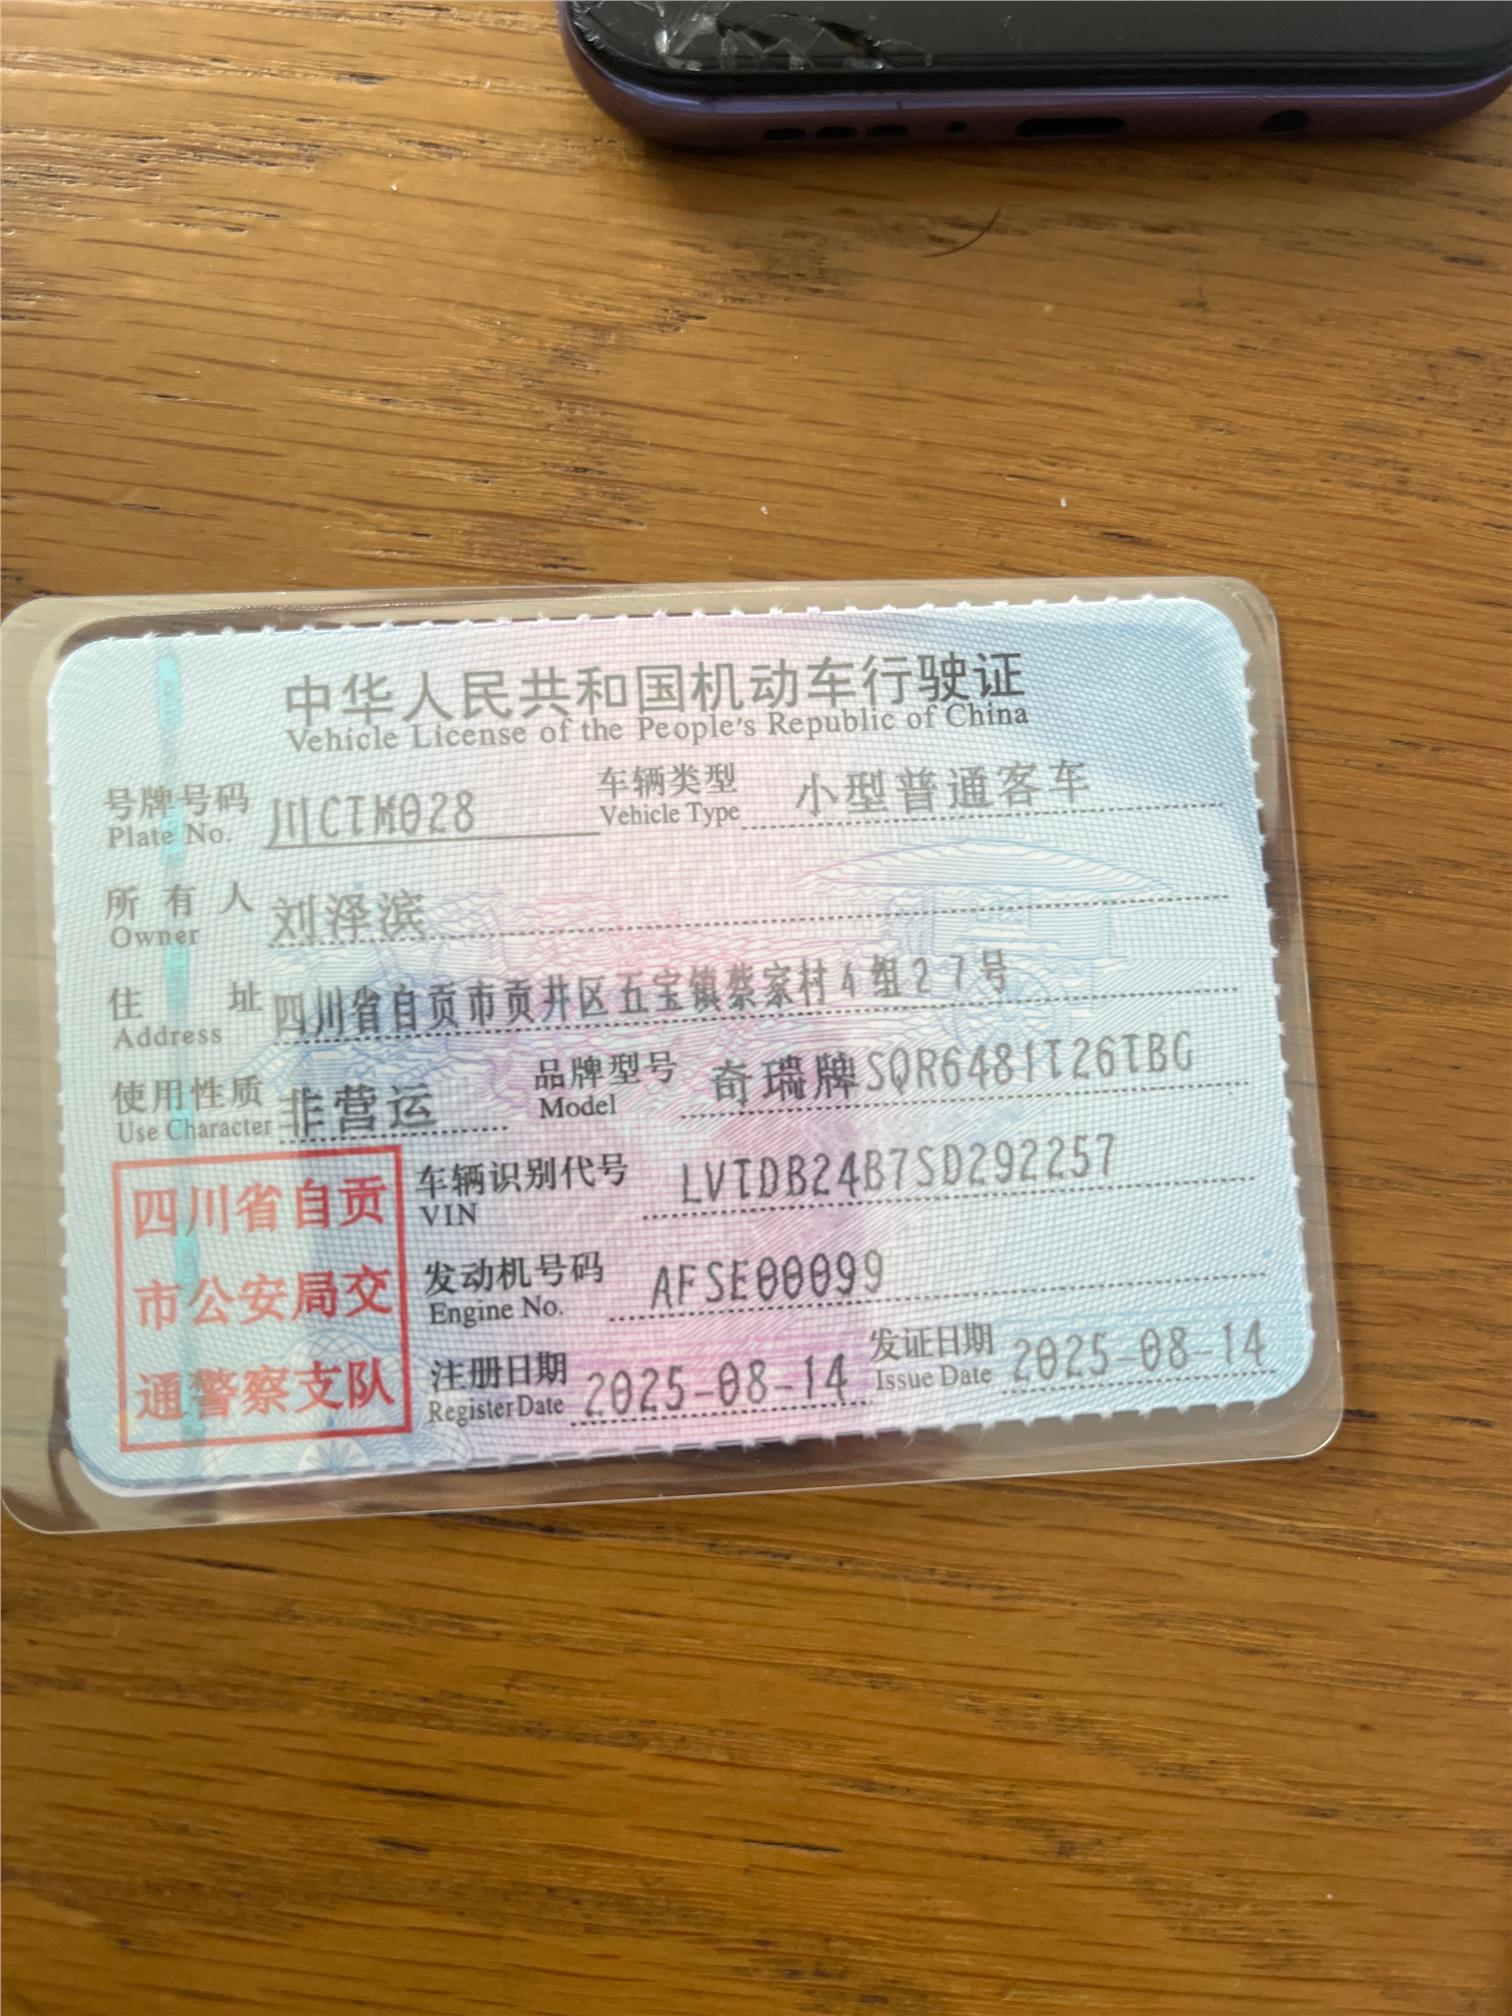 中华人民共和国机动车行驶证
Vehicle License of the People's Republic of China
号牌号码 川CTM028 车辆类型 小型普通客车
Plate No. Vehicle Type
所有人 刘泽滨
Owner
住址 四川省自贡市贡井区五宝镇蔡家村4组27号
Address
使用性质 非营运 品牌型号 奇瑞牌SQR6481T26TBG
Use Character Model
四川省自贡
市公安局交
通警察支队
车辆识别代号 LVTDB24B7SD292257
VIN
发动机号码 AFSE00099
Engine No.
注册日期 2025-08-14 发证日期 2025-08-14
Register Date Issue Date